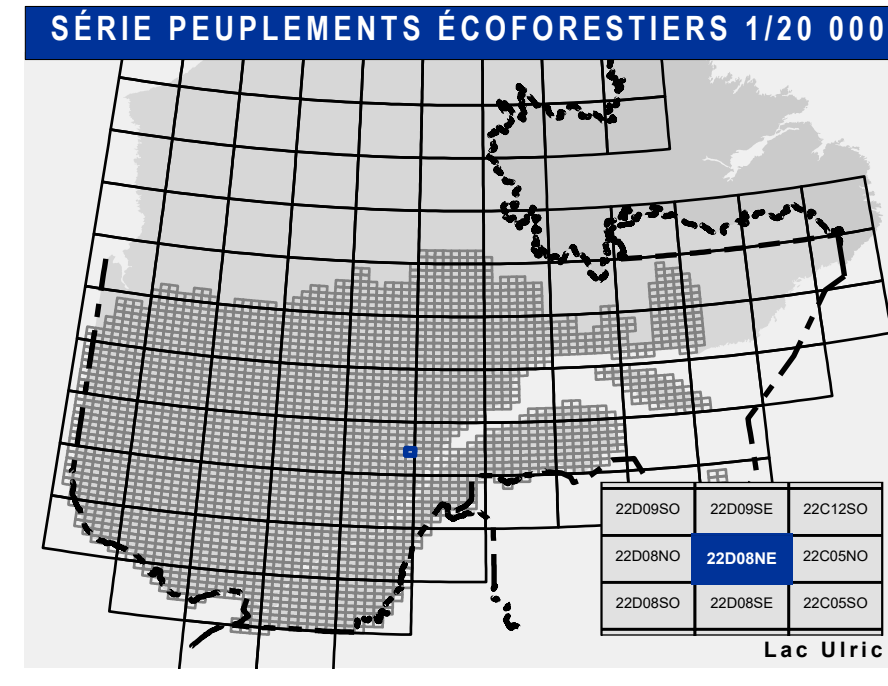 SÉRIE PEUPLEMENTS ÉCOFORESTIERS 1/20 000
22D09SO 22D09SE 22C12SO
22D08NO 22D08NE 22C05NO
22D08SO 22D08SE 22C05SO
Lac Ulric